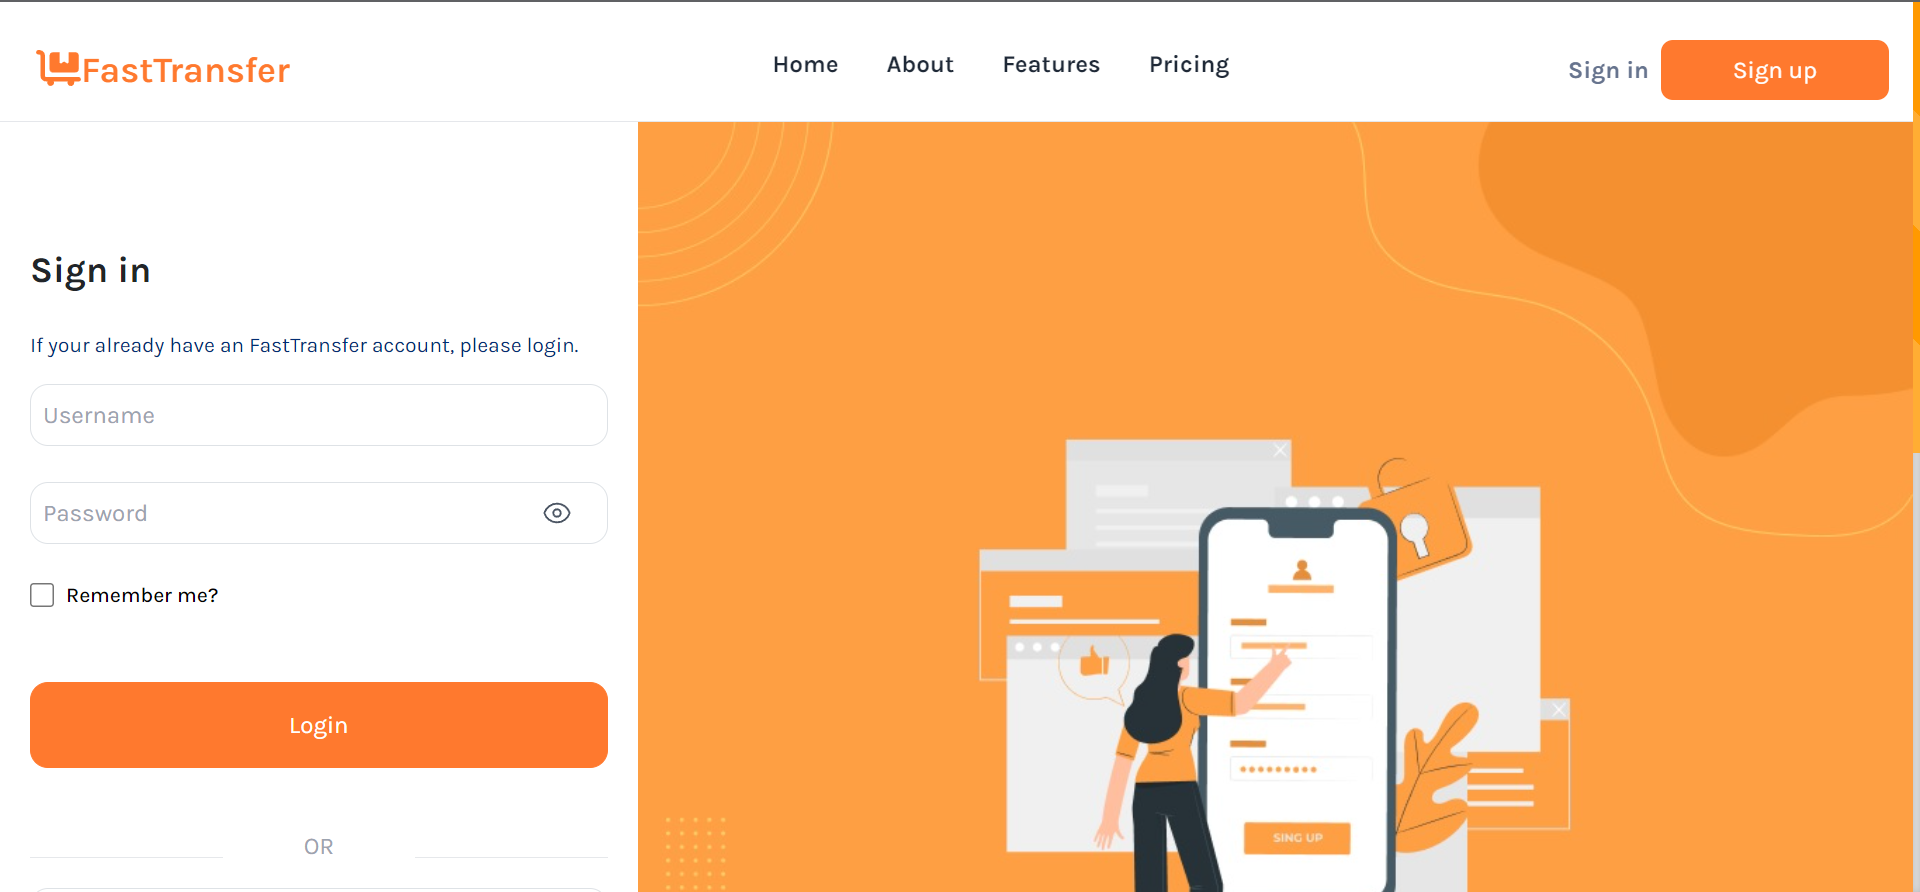 FastTransfer
Home About Features Pricing
Sign in Sign up
Sign in
If your already have an FastTransfer account, please login.
Username
Password
Remember me?
Login
OR
SING UP